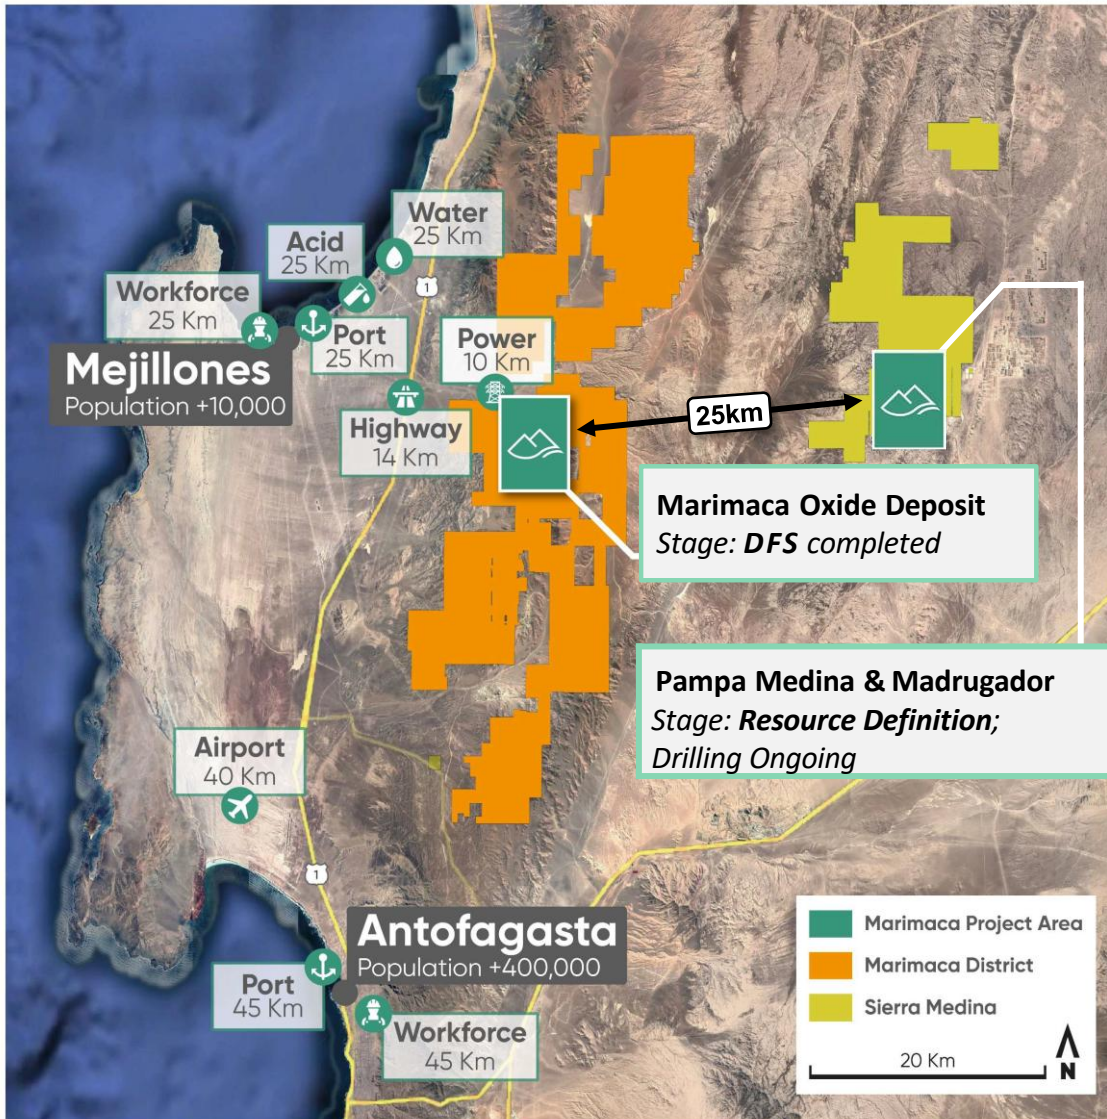 Water
25 Km
Acid
25 Km
Workforce
25 Km
1
Port
25 Km
Power
10 Km
Mejillones
Population +10,000
Highway
14 Km
25km
Marimaca Oxide Deposit
Stage: DFS completed
Pampa Medina & Madrugador
Stage: Resource Definition;
Drilling Ongoing
Airport
40 Km
1
Antofagasta
Population +400,000
Port
45 Km
Workforce
45 Km
Marimaca Project Area
Marimaca District
Sierra Medina
20 Km
N